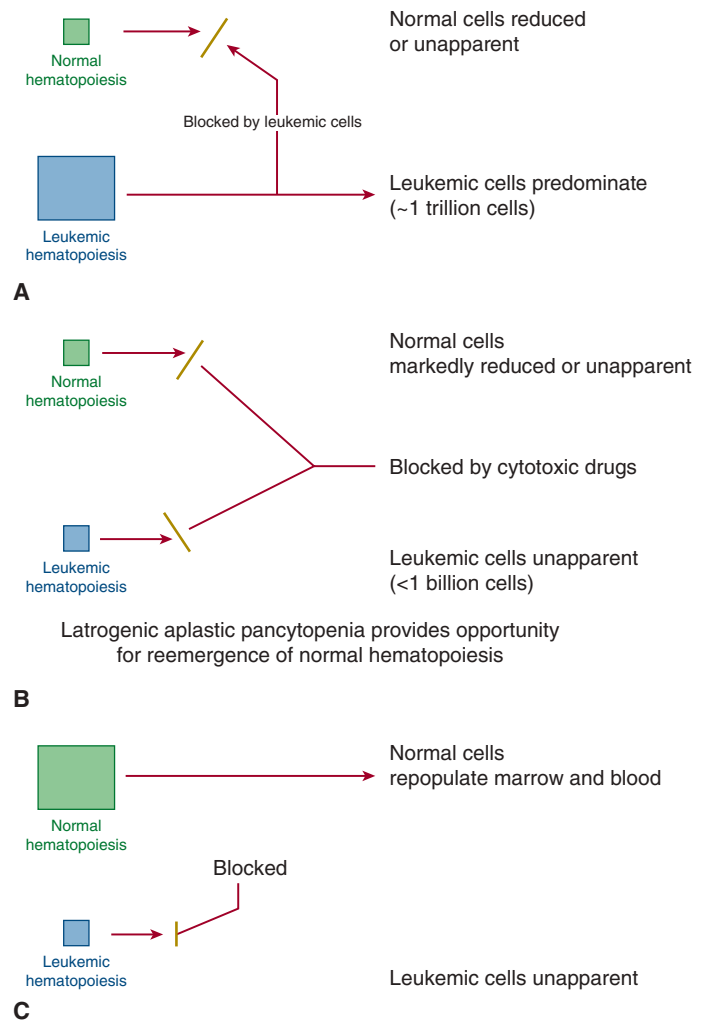 Normal cells reduced
or unapparent
Normal
hematopoiesis
Blocked by leukemic cells
Leukemic cells predominate
(~1 trillion cells)
Leukemic
hematopoiesis
A
Normal cells
markedly reduced or unapparent
Normal
hematopoiesis
Blocked by cytotoxic drugs
Leukemic cells unapparent
(<1 billion cells)
Leukemic
hematopoiesis
Latrogenic aplastic pancytopenia provides opportunity
for reemergence of normal hematopoiesis
B
Normal cells
repopulate marrow and blood
Normal
hematopoiesis
Blocked
Leukemic
hematopoiesis
Leukemic cells unapparent
C